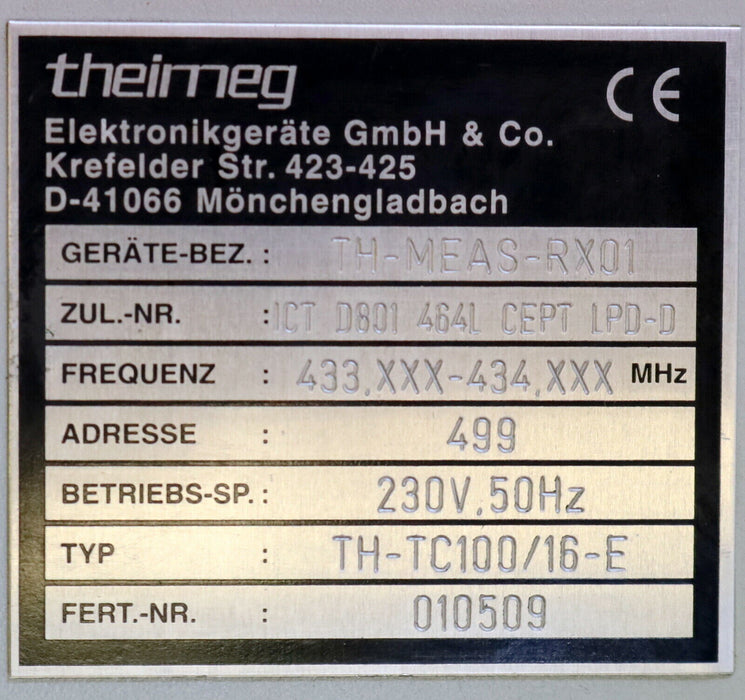 theimeg
CE
Elektronikgeräte GmbH & Co.
Krefelder Str. 423-425
D-41066 Mönchengladbach
GERÄTE-BEZ. : TH-MEAS-RX01
ZUL.-NR. : ICT D801 464L CEPT LPD-D
FREQUENZ : 433.XXX-434.XXX MHz
ADRESSE : 499
BETRIEBS-SP. : 230V.50Hz
TYP : TH-TC100/16-E
FERT.-NR. : 010509